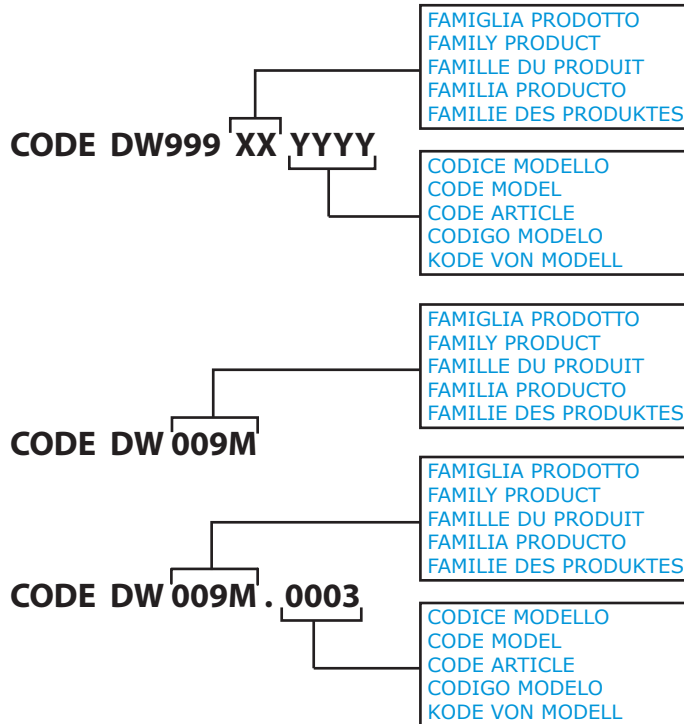 FAMIGLIA PRODOTTO
FAMILY PRODUCT
FAMILLE DU PRODUIT
FAMILIA PRODUCTO
FAMILIE DES PRODUKTES
CODE DW999 XX YYYY
CODICE MODELLO
CODE MODEL
CODE ARTICLE
CODIGO MODELO
KODE VON MODELL
FAMIGLIA PRODOTTO
FAMILY PRODUCT
FAMILLE DU PRODUIT
FAMILIA PRODUCTO
FAMILIE DES PRODUKTES
CODE DW 009M
FAMIGLIA PRODOTTO
FAMILY PRODUCT
FAMILLE DU PRODUIT
FAMILIA PRODUCTO
FAMILIE DES PRODUKTES
CODE DW 009M . 0003
CODICE MODELLO
CODE MODEL
CODE ARTICLE
CODIGO MODELO
KODE VON MODELL